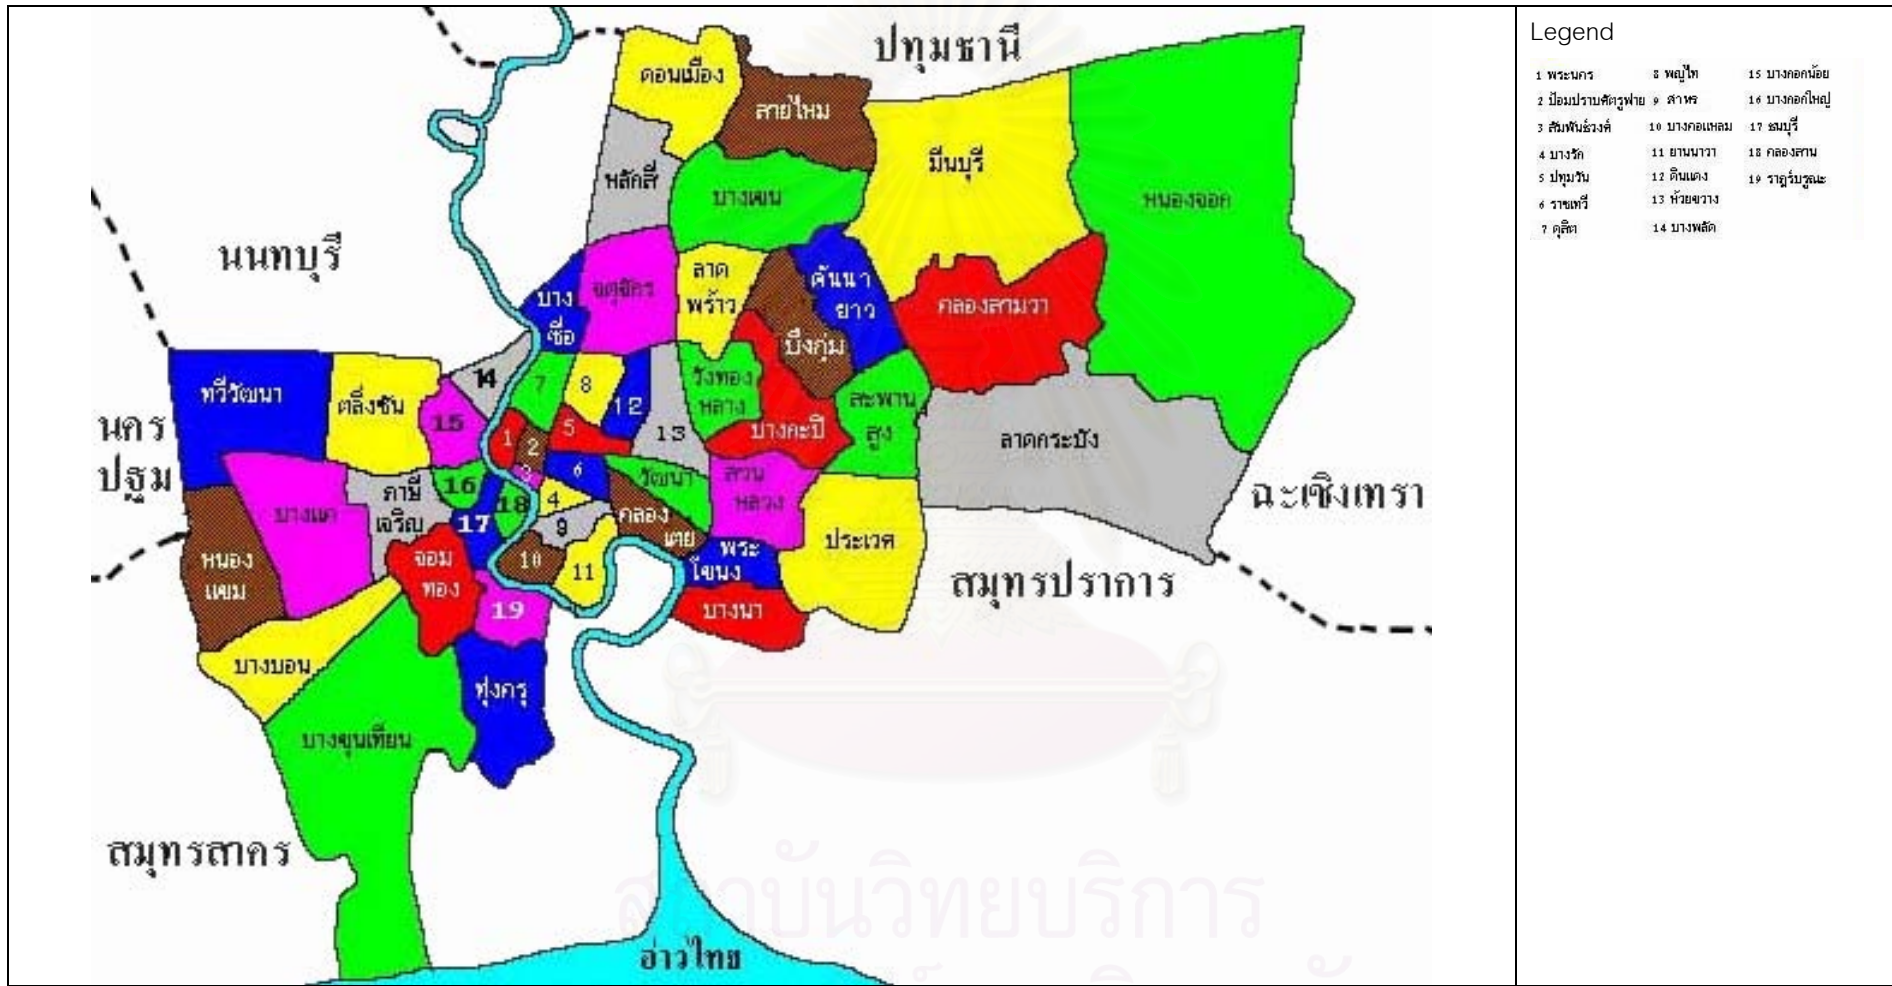 ปทุมธานี
ดอนเมือง
สายไหม
มีนบุรี
หนองจอก
หลักสี่
บางเขน
นนทบุรี
จตุจักร
ลาด
พร้าว
คันนา
ยาว
คลองสามวา
บาง
ซื่อ
บึงกุ่ม
ทวีวัฒนา
ตลิ่งชัน
14
7
8
12
วังทอง
หลาง
สะพาน
สูง
นคร
ปฐม
15
1
2
5
13
บางกะปิ
ลาดกระบัง
3
6
วัฒนา
สวน
หลวง
ฉะเชิงเทรา
บางแค
ภาษี
เจริญ
16
17
18
4
9
คลอง
เตย
พระ
โขนง
ประเวศ
หนอง
แขม
จอม
ทอง
10
11
สมุทรปราการ
19
บางนา
บางบอน
ทุ่งครุ
บางขุนเทียน
สมุทรสาคร
อ่าวไทย
สถาบันวิทยบริการ
Legend
1 พระนคร
2 ป้อมปราบศัตรูพ่าย
3 สัมพันธ์วงศ์
4 บางรัก
5 ปทุมวัน
6 ราชเทวี
7 ดุสิต
8 พญไท
9 สาทร
10 บางคอแหลม
11 ยานนาวา
12 ดินแดง
13 ห้วยขวาง
14 บางพลัด
15 บางกอกน้อย
16 บางกอกใหญ่
17 ธนบุรี
18 คลองสาน
19 ราฎร์บูรณะ